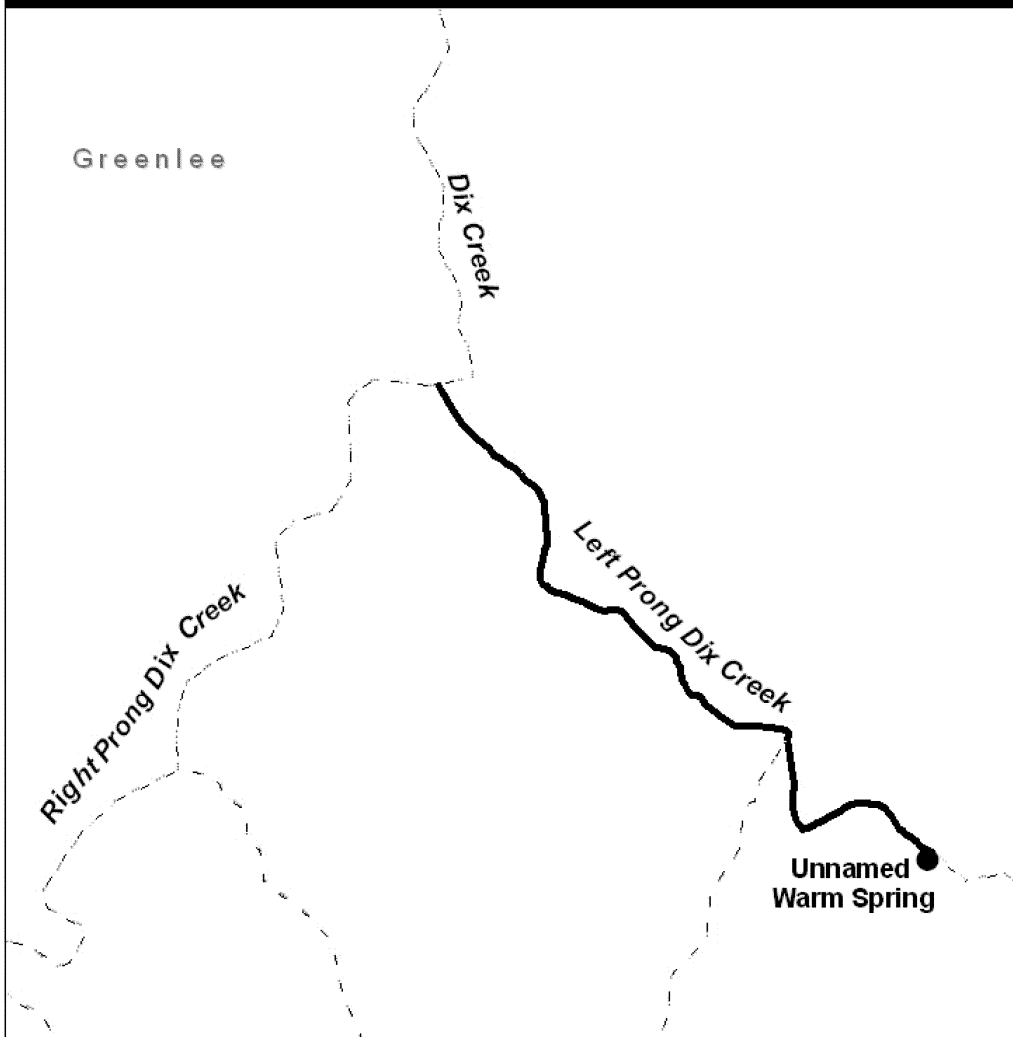 Greenlee
Dix Creek
Left Prong Dix Creek
Right Prong Dix Creek
Unnamed
Warm Spring